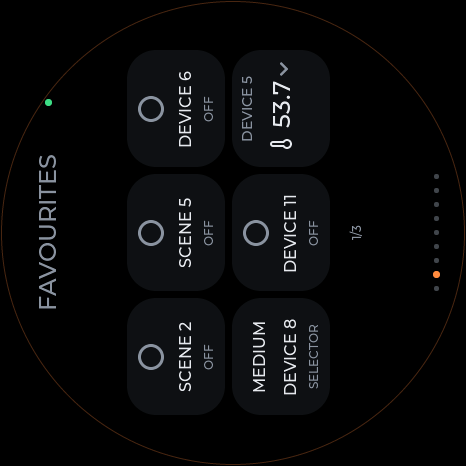 FAVOURITES
SCENE 2
OFF
SCENE 5
OFF
DEVICE 6
OFF
MEDIUM
DEVICE 8
SELECTOR
DEVICE 11
OFF
DEVICE 5
53.7
1/3